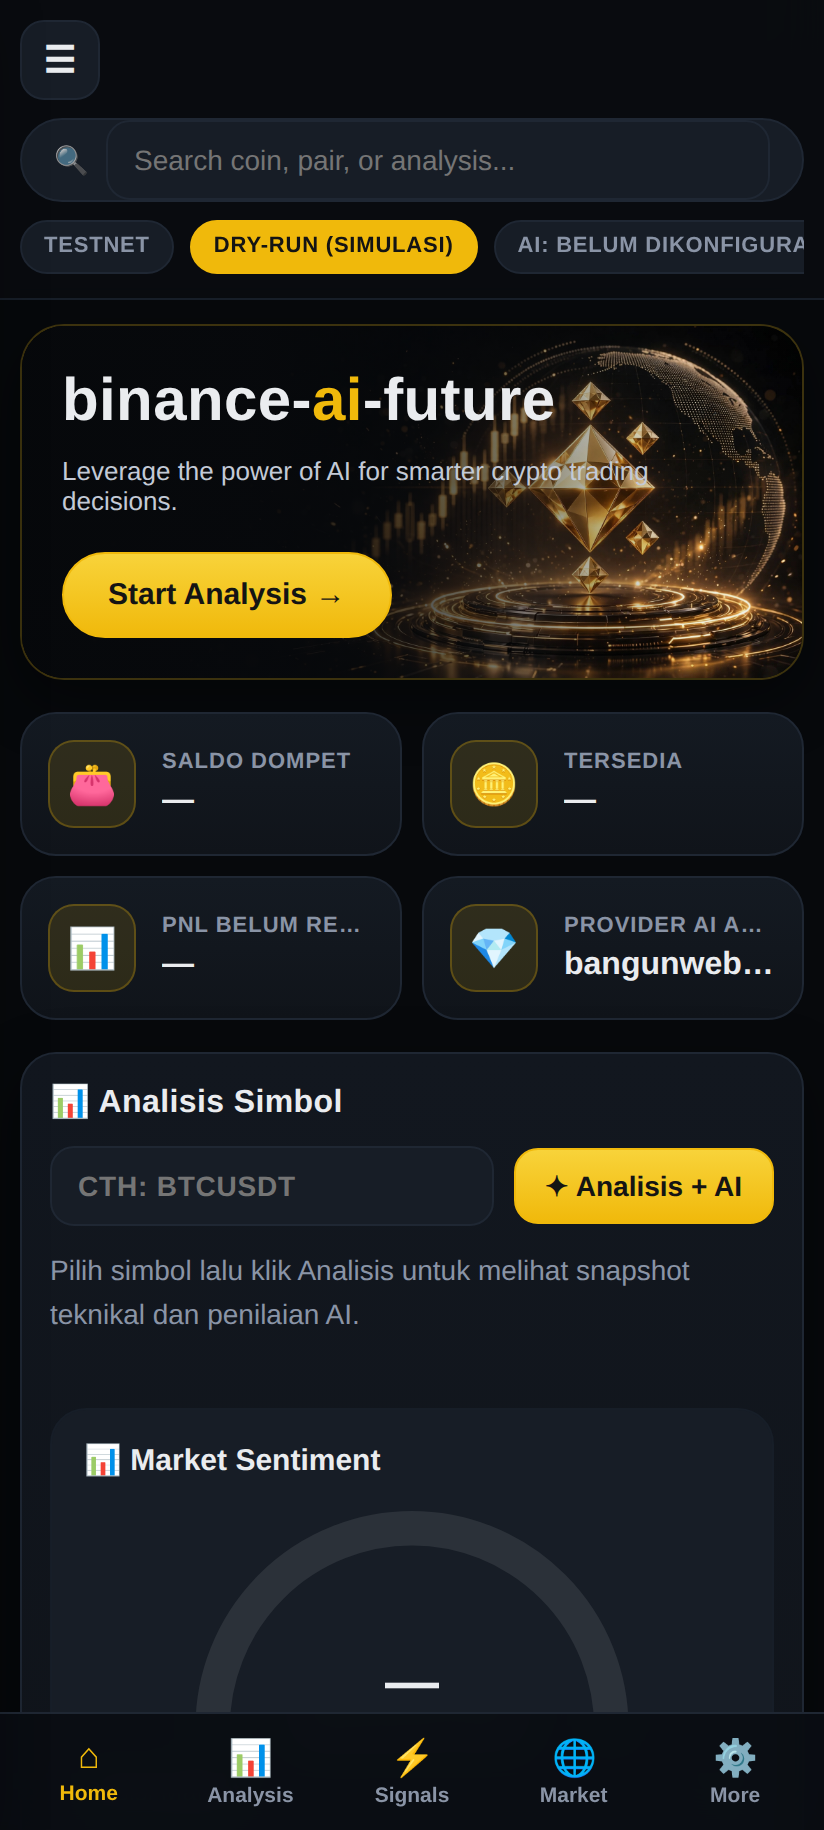 Search coin, pair, or analysis...
TESTNET
DRY-RUN (SIMULASI)
AI: BELUM DIKONFIGURA
binance-ai-future
Leverage the power of AI for smarter crypto trading
decisions.
Start Analysis →
SALDO DOMPET
—
TERSEDIA
—
PNL BELUM RE...
—
PROVIDER AI A...
bangunweb...
Analisis Simbol
CTH: BTCUSDT
✦ Analisis + AI
Pilih simbol lalu klik Analisis untuk melihat snapshot
teknikal dan penilaian AI.
Market Sentiment
—
Home
Analysis
Signals
Market
More